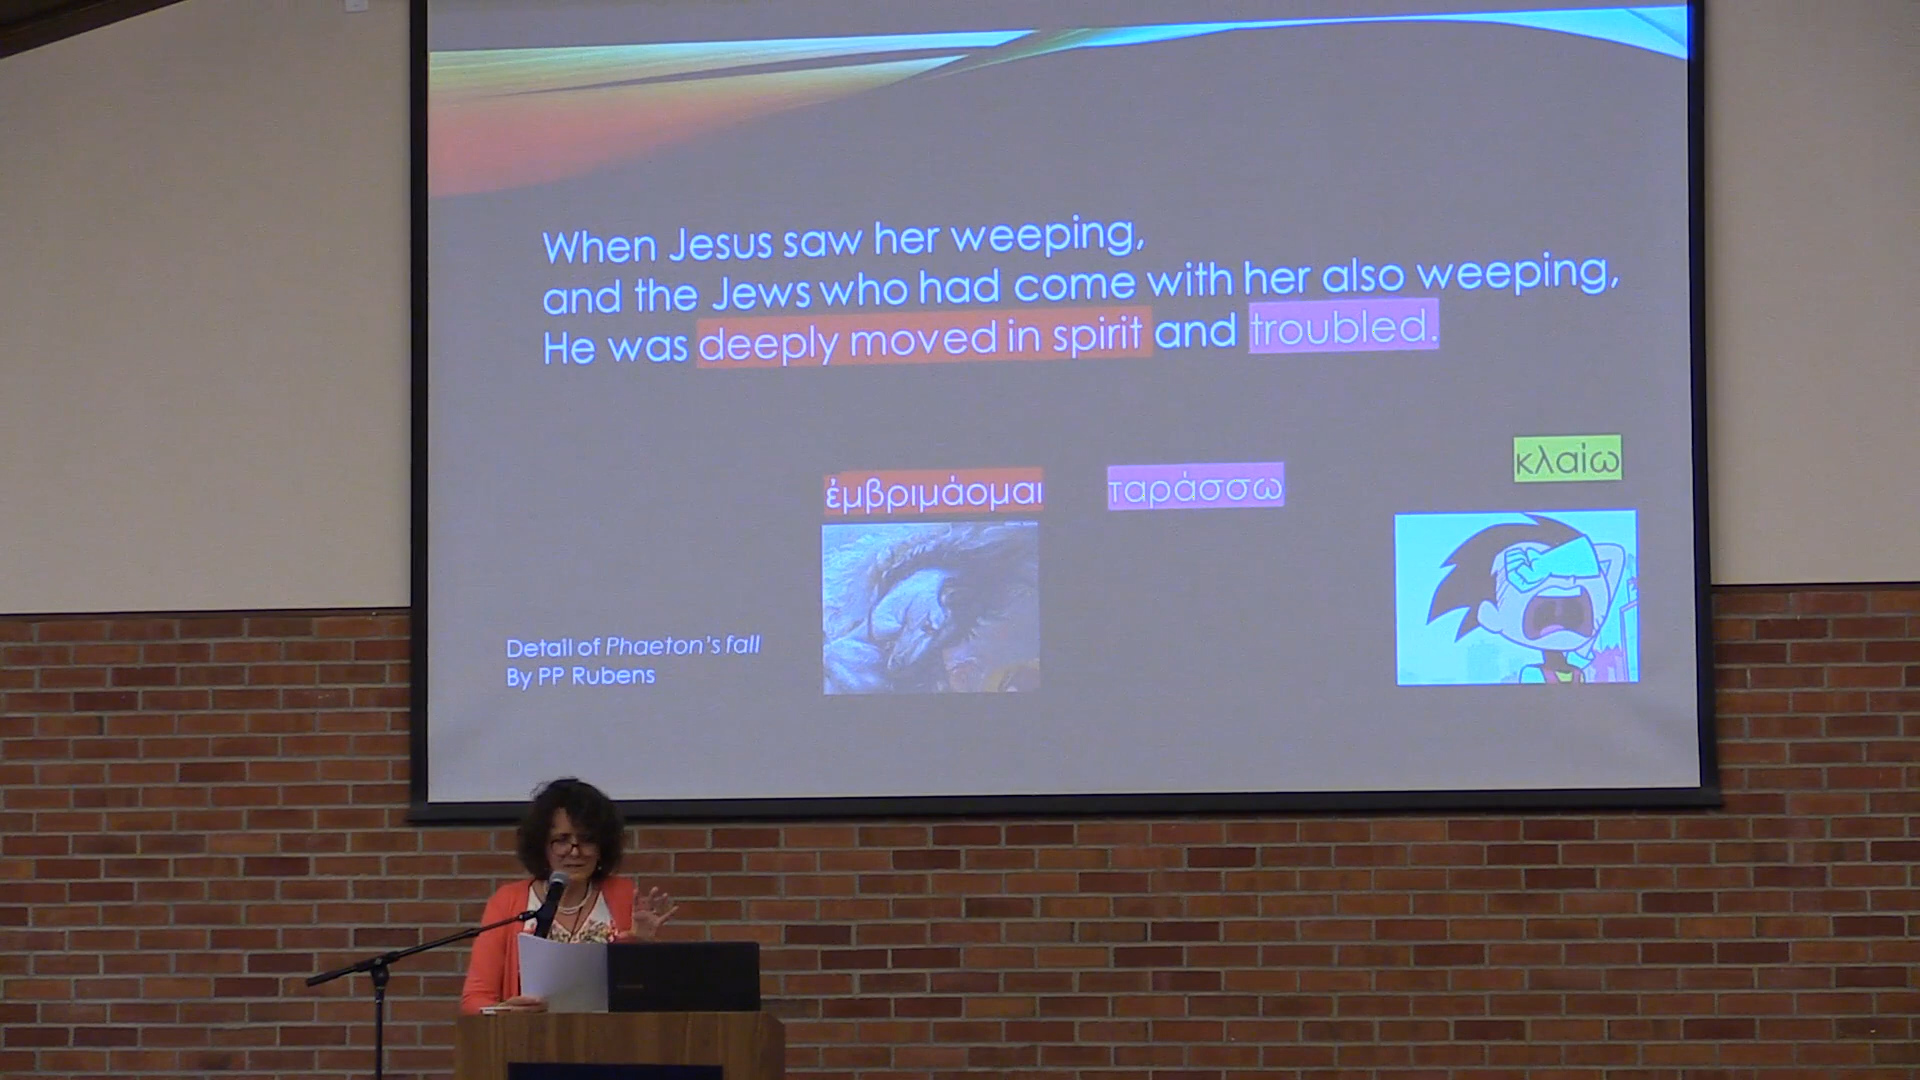 When Jesus saw her weeping,
and the Jews who had come with her also weeping,
He was deeply moved in spirit and troubled.
κλαίω
ἐμβριμάομαι
ταράσσω
Detail of Phaeton's fall
By PP Rubens